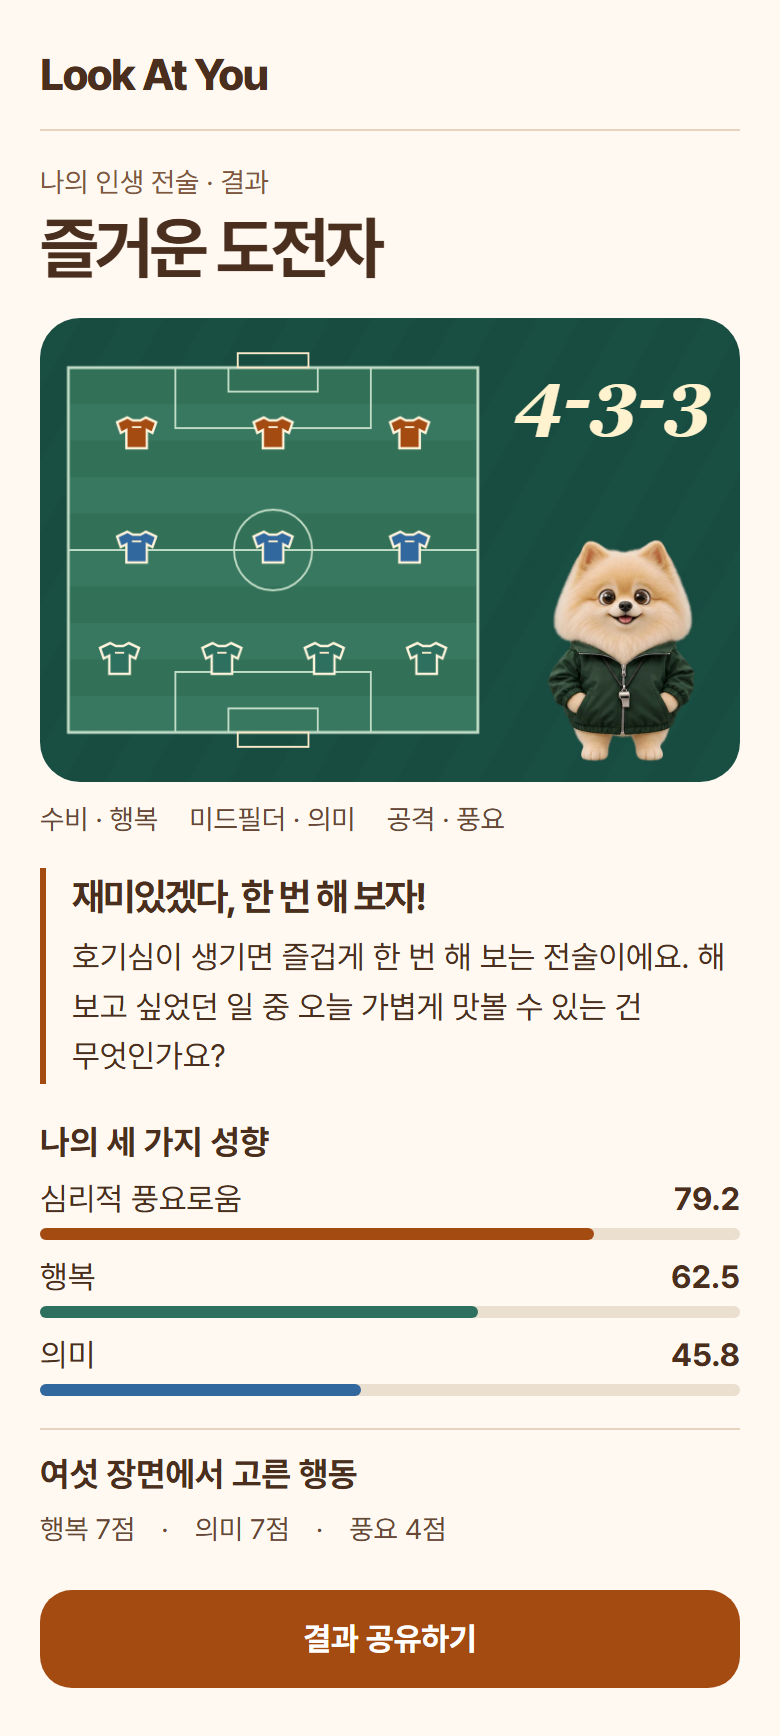 Look At You
나의 인생 전술 · 결과
즐거운 도전자
4-3-3
수비 · 행복 미드필더 · 의미 공격 · 풍요
재미있겠다, 한 번 해 보자!
호기심이 생기면 즐겁게 한 번 해 보는 전술이에요. 해
보고 싶었던 일 중 오늘 가볍게 맛볼 수 있는 건
무엇인가요?
나의 세 가지 성향
심리적 풍요로움 79.2
행복 62.5
의미 45.8
여섯 장면에서 고른 행동
행복 7점 · 의미 7점 · 풍요 4점
결과 공유하기